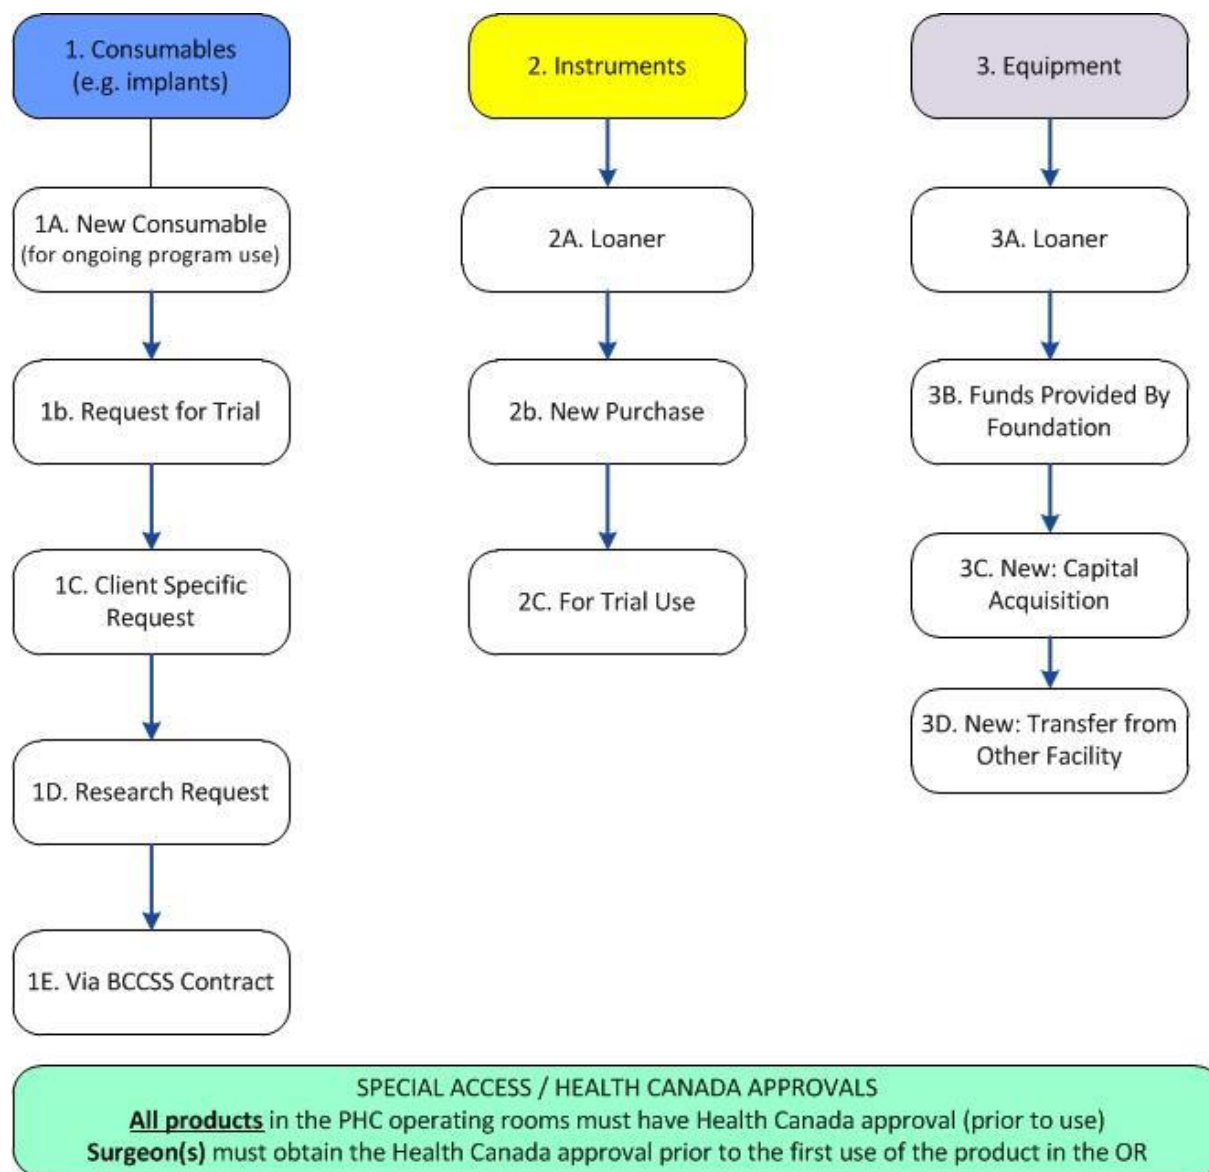 1. Consumables
(e.g. implants)
1A. New Consumable
(for ongoing program use)
1b. Request for Trial
1C. Client Specific
Request
1D. Research Request
1E. Via BCCSS Contract
2. Instruments
2A. Loaner
2b. New Purchase
2C. For Trial Use
3. Equipment
3A. Loaner
3B. Funds Provided By
Foundation
3C. New: Capital
Acquisition
3D. New: Transfer from
Other Facility
SPECIAL ACCESS / HEALTH CANADA APPROVALS
All products in the PHC operating rooms must have Health Canada approval (prior to use)
Surgeon(s) must obtain the Health Canada approval prior to the first use of the product in the OR